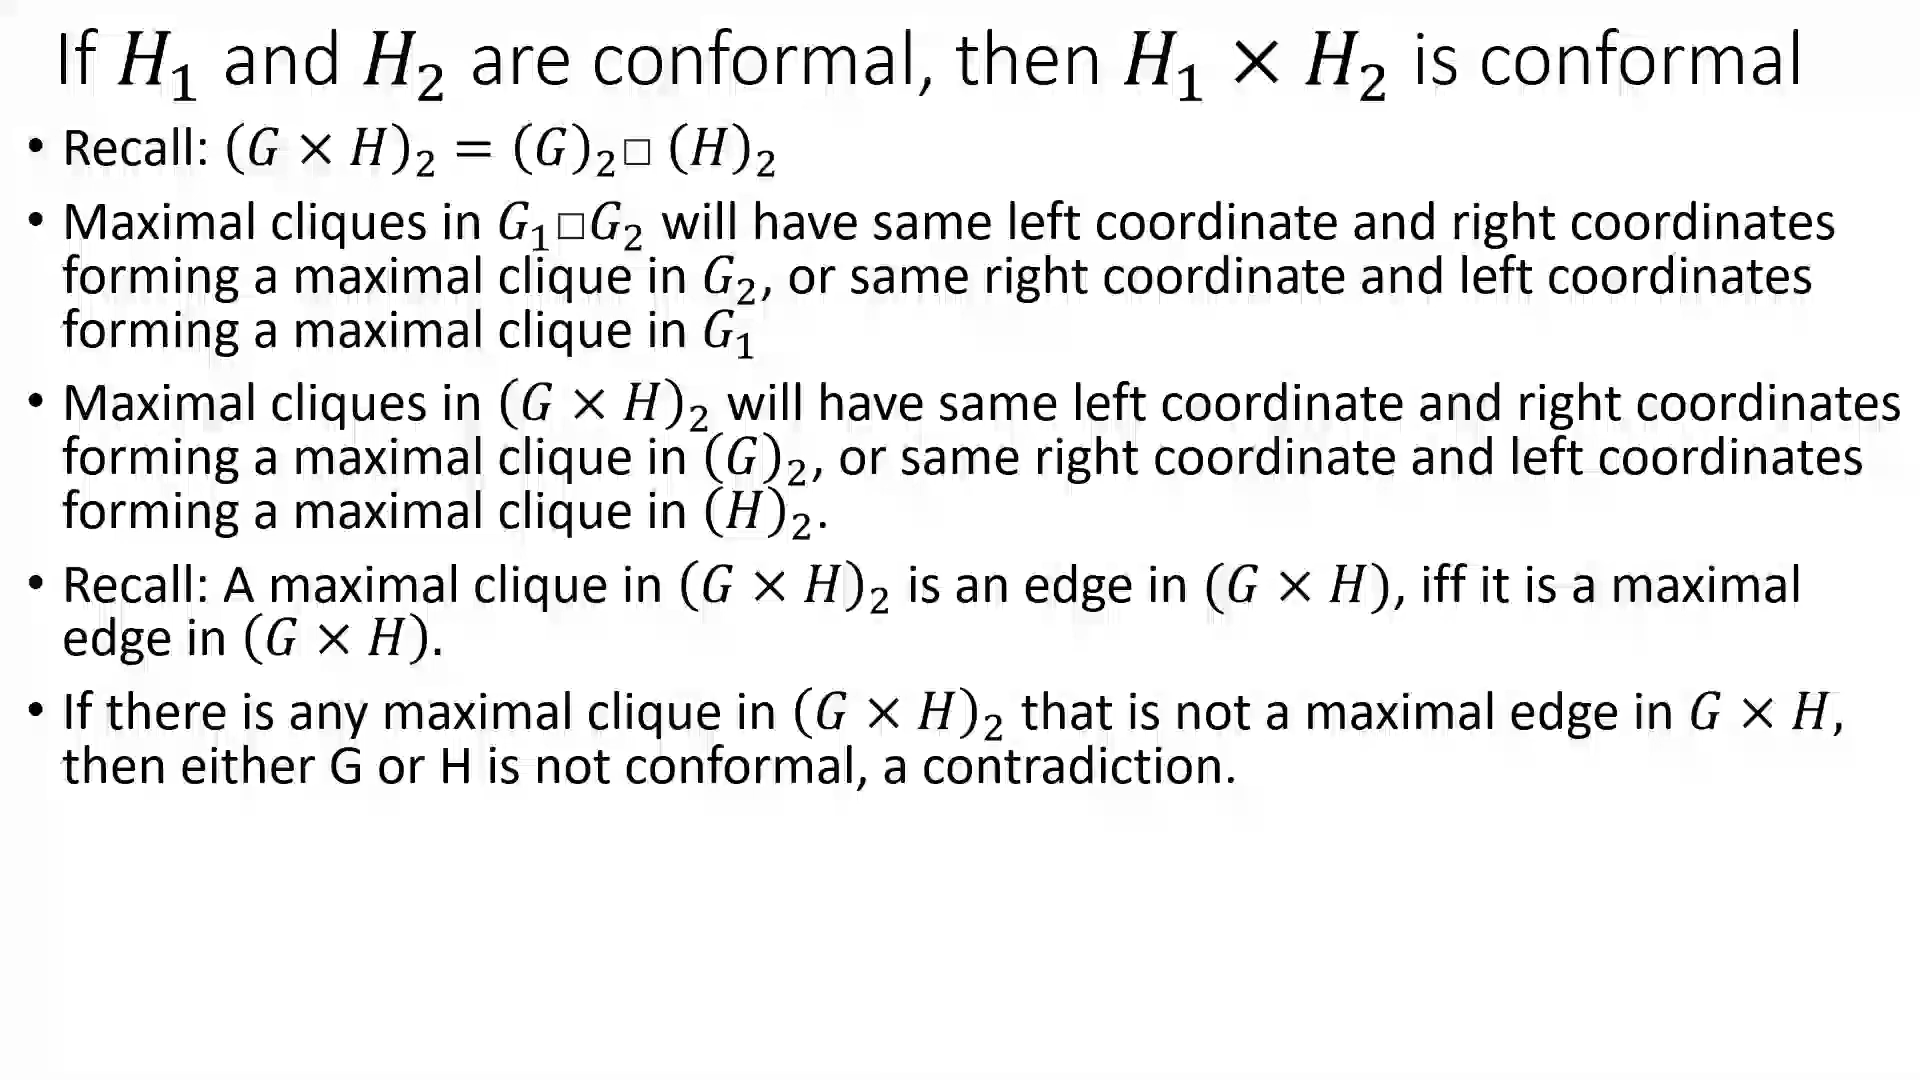 If 𝐻₁ and 𝐻₂ are conformal, then 𝐻₁ × 𝐻₂ is conformal
• Recall: (𝐺 × 𝐻)₂ = (𝐺)₂□ (𝐻)₂
• Maximal cliques in 𝐺₁□𝐺₂ will have same left coordinate and right coordinates
forming a maximal clique in 𝐺₂, or same right coordinate and left coordinates
forming a maximal clique in 𝐺₁
• Maximal cliques in (𝐺 × 𝐻)₂ will have same left coordinate and right coordinates
forming a maximal clique in (𝐺)₂, or same right coordinate and left coordinates
forming a maximal clique in (𝐻)₂.
• Recall: A maximal clique in (𝐺 × 𝐻)₂ is an edge in (𝐺 × 𝐻), iff it is a maximal
edge in (𝐺 × 𝐻).
• If there is any maximal clique in (𝐺 × 𝐻)₂ that is not a maximal edge in 𝐺 × 𝐻,
then either G or H is not conformal, a contradiction.